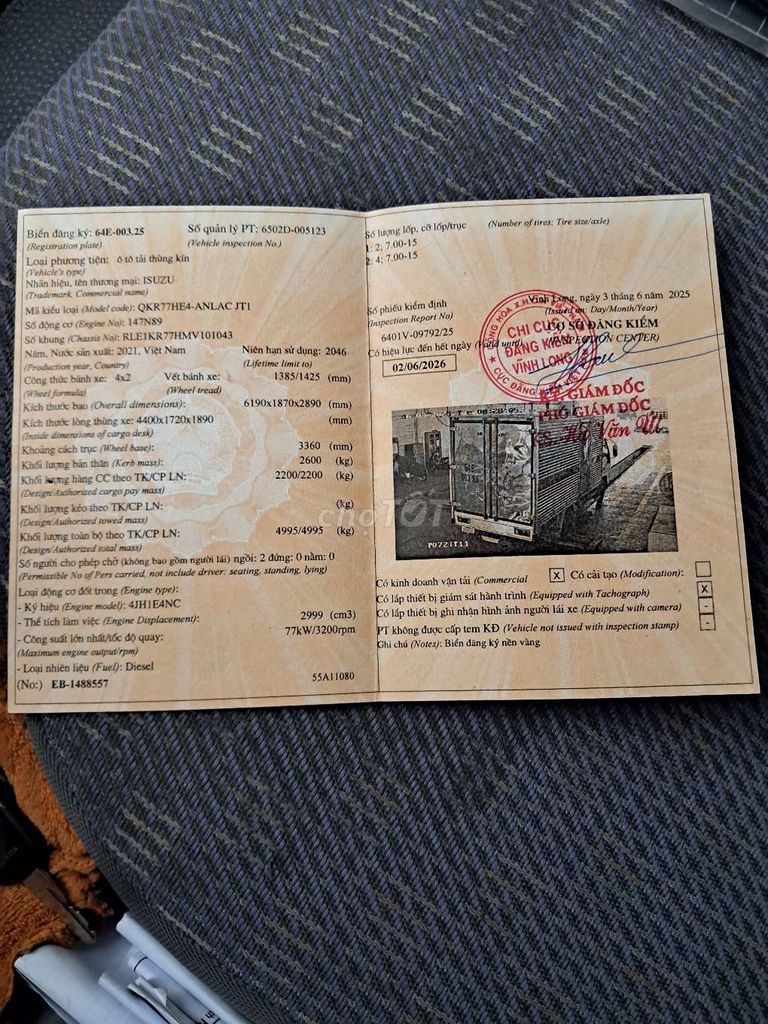 Biển đăng ký: 64E-003.25 Số quản lý PT: 6502D-005123
(Registration plate) (Vehicle inspection No.)
Loại phương tiện: ô tô tải thùng kín
(Vehicle's type)
Nhãn hiệu, tên thương mại: ISUZU
(Trademark, Commercial name)
Mã kiểu loại (Model code): QKR77HE4-ANLAC JT1
Số động cơ (Engine No): 147N89
Số khung (Chassis No): RLE1KR77HMV101043
Năm, Nước sản xuất: 2021, Việt Nam Niên hạn sử dụng: 2046
(Production year, Country) (Lifetime limit to)
Công thức bánh xe: 4x2 Vết bánh xe: 1385/1425 (mm)
(Wheel formula) (Wheel tread)
Kích thước bao (Overall dimensions): 6190x1870x2890 (mm)
Kích thước lòng thùng xe: 4400x1720x1890 (mm)
(Inside dimensions of cargo desk)
Khoảng cách trục (Wheel base): 3360 (mm)
Khối lượng bản thân (Kerb mass): 2600 (kg)
Khối lượng hàng CC theo TK/CP LN: 2200/2200 (kg)
(Design/Authorized cargo pay mass)
Khối lượng kéo theo TK/CP LN: (kg)
(Design/Authorized towed mass)
Khối lượng toàn bộ theo TK/CP LN: 4995/4995 (kg)
(Design/Authorized total mass)
Số người cho phép chở (không bao gồm người lái) ngồi: 2 đứng: 0 nằm: 0
(Permissible No of Pers carried, not include driver: seating, standing, lying)
Loại động cơ đốt trong (Engine type):
- Ký hiệu (Engine model): 4JH1E4NC
- Thể tích làm việc (Engine Displacement): 2999 (cm3)
- Công suất lớn nhất/tốc độ quay: 77kW/3200rpm
(Maximum engine output/rpm)
- Loại nhiên liệu (Fuel): Diesel
(No:) EB-1488557 55A11080
Số lượng lốp, cỡ lốp/trục (Number of tires; Tire size/axle)
1: 2; 7.00-15
2: 4; 7.00-15
Vĩnh Long, ngày 3 tháng 6 năm 2025
Số phiếu kiểm định (Issued on: Day/Month/Year)
(Inspection Report No) CƠ SỞ ĐĂNG KIỂM
6401V-09792/25 (INSPECTION CENTER)
Có hiệu lực đến hết ngày (Valid until)
02/06/2026
CHI CỤC
ĐĂNG KIỂM
VĨNH LONG
CỤC ĐĂNG KIỂM
GIÁM ĐỐC
PHÓ GIÁM ĐỐC
Văn
P0721T11
chợTỐT
Có kinh doanh vận tải (Commercial X Có cải tạo (Modification):
Có lắp thiết bị giám sát hành trình (Equipped with Tachograph) X
Có lắp thiết bị ghi nhận hình ảnh người lái xe (Equipped with camera) -
PT không được cấp tem KĐ (Vehicle not issued with inspection stamp) -
Ghi chú (Notes): Biển đăng ký nền vàng